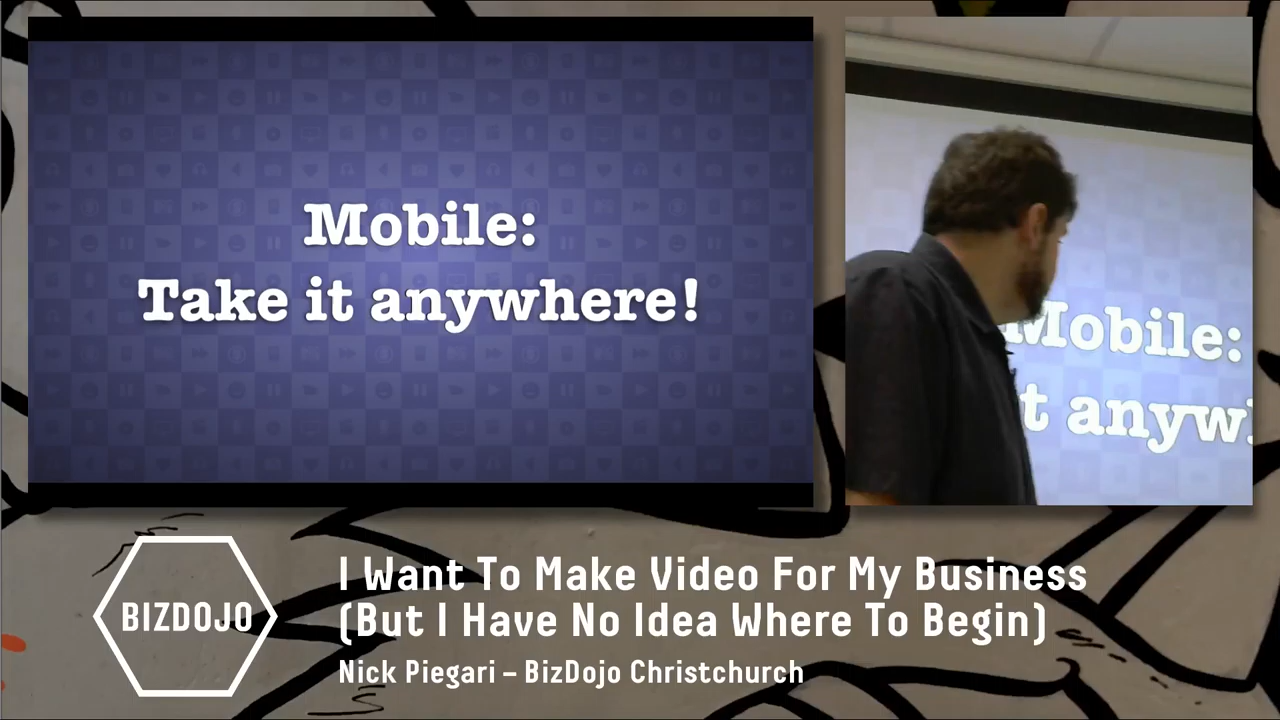 Mobile:
Take it anywhere!
Mobile:
t anyw
BIZDOJO
I Want To Make Video For My Business
(But I Have No Idea Where To Begin)
Nick Piegari – BizDojo Christchurch